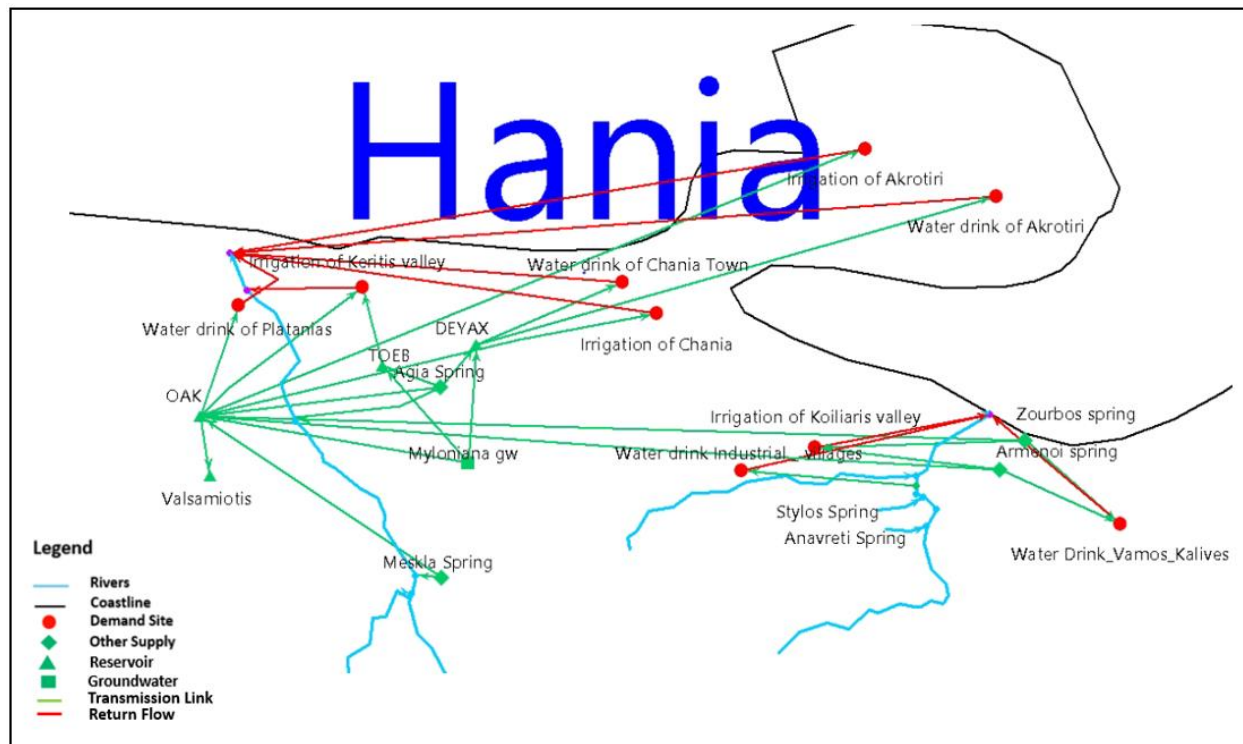 Hania
Irrigation of Akrotiri
Water drink of Akrotiri
Irrigation of Keritis valley
Water drink of Chania Town
Water drink of Platanias
DEYAX
Irrigation of Chania
TOEB
Agia Spring
OAK
Irrigation of Koiliaris valley
Zourbos spring
Myloniana gw
Water drink Industrial _ villages
Armenoi spring
Valsamiotis
Stylos Spring
Anavreti Spring
Water Drink_Vamos_Kalives
Meskla Spring
Legend
Rivers
Coastline
Demand Site
Other Supply
Reservoir
Groundwater
Transmission Link
Return Flow